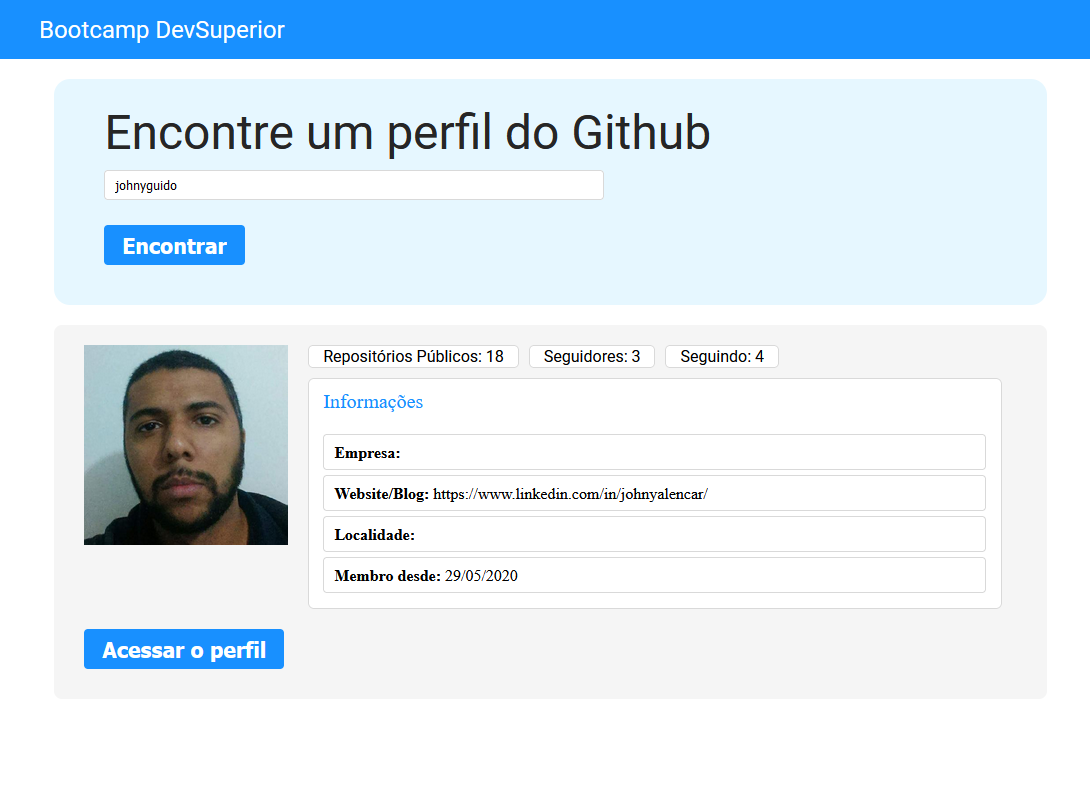 Bootcamp DevSuperior
Encontre um perfil do Github
johnyguido
Encontrar
Repositórios Públicos: 18 Seguidores: 3 Seguindo: 4
Informações
Empresa:
Website/Blog: https://www.linkedin.com/in/johnyalencar/
Localidade:
Membro desde: 29/05/2020
Acessar o perfil